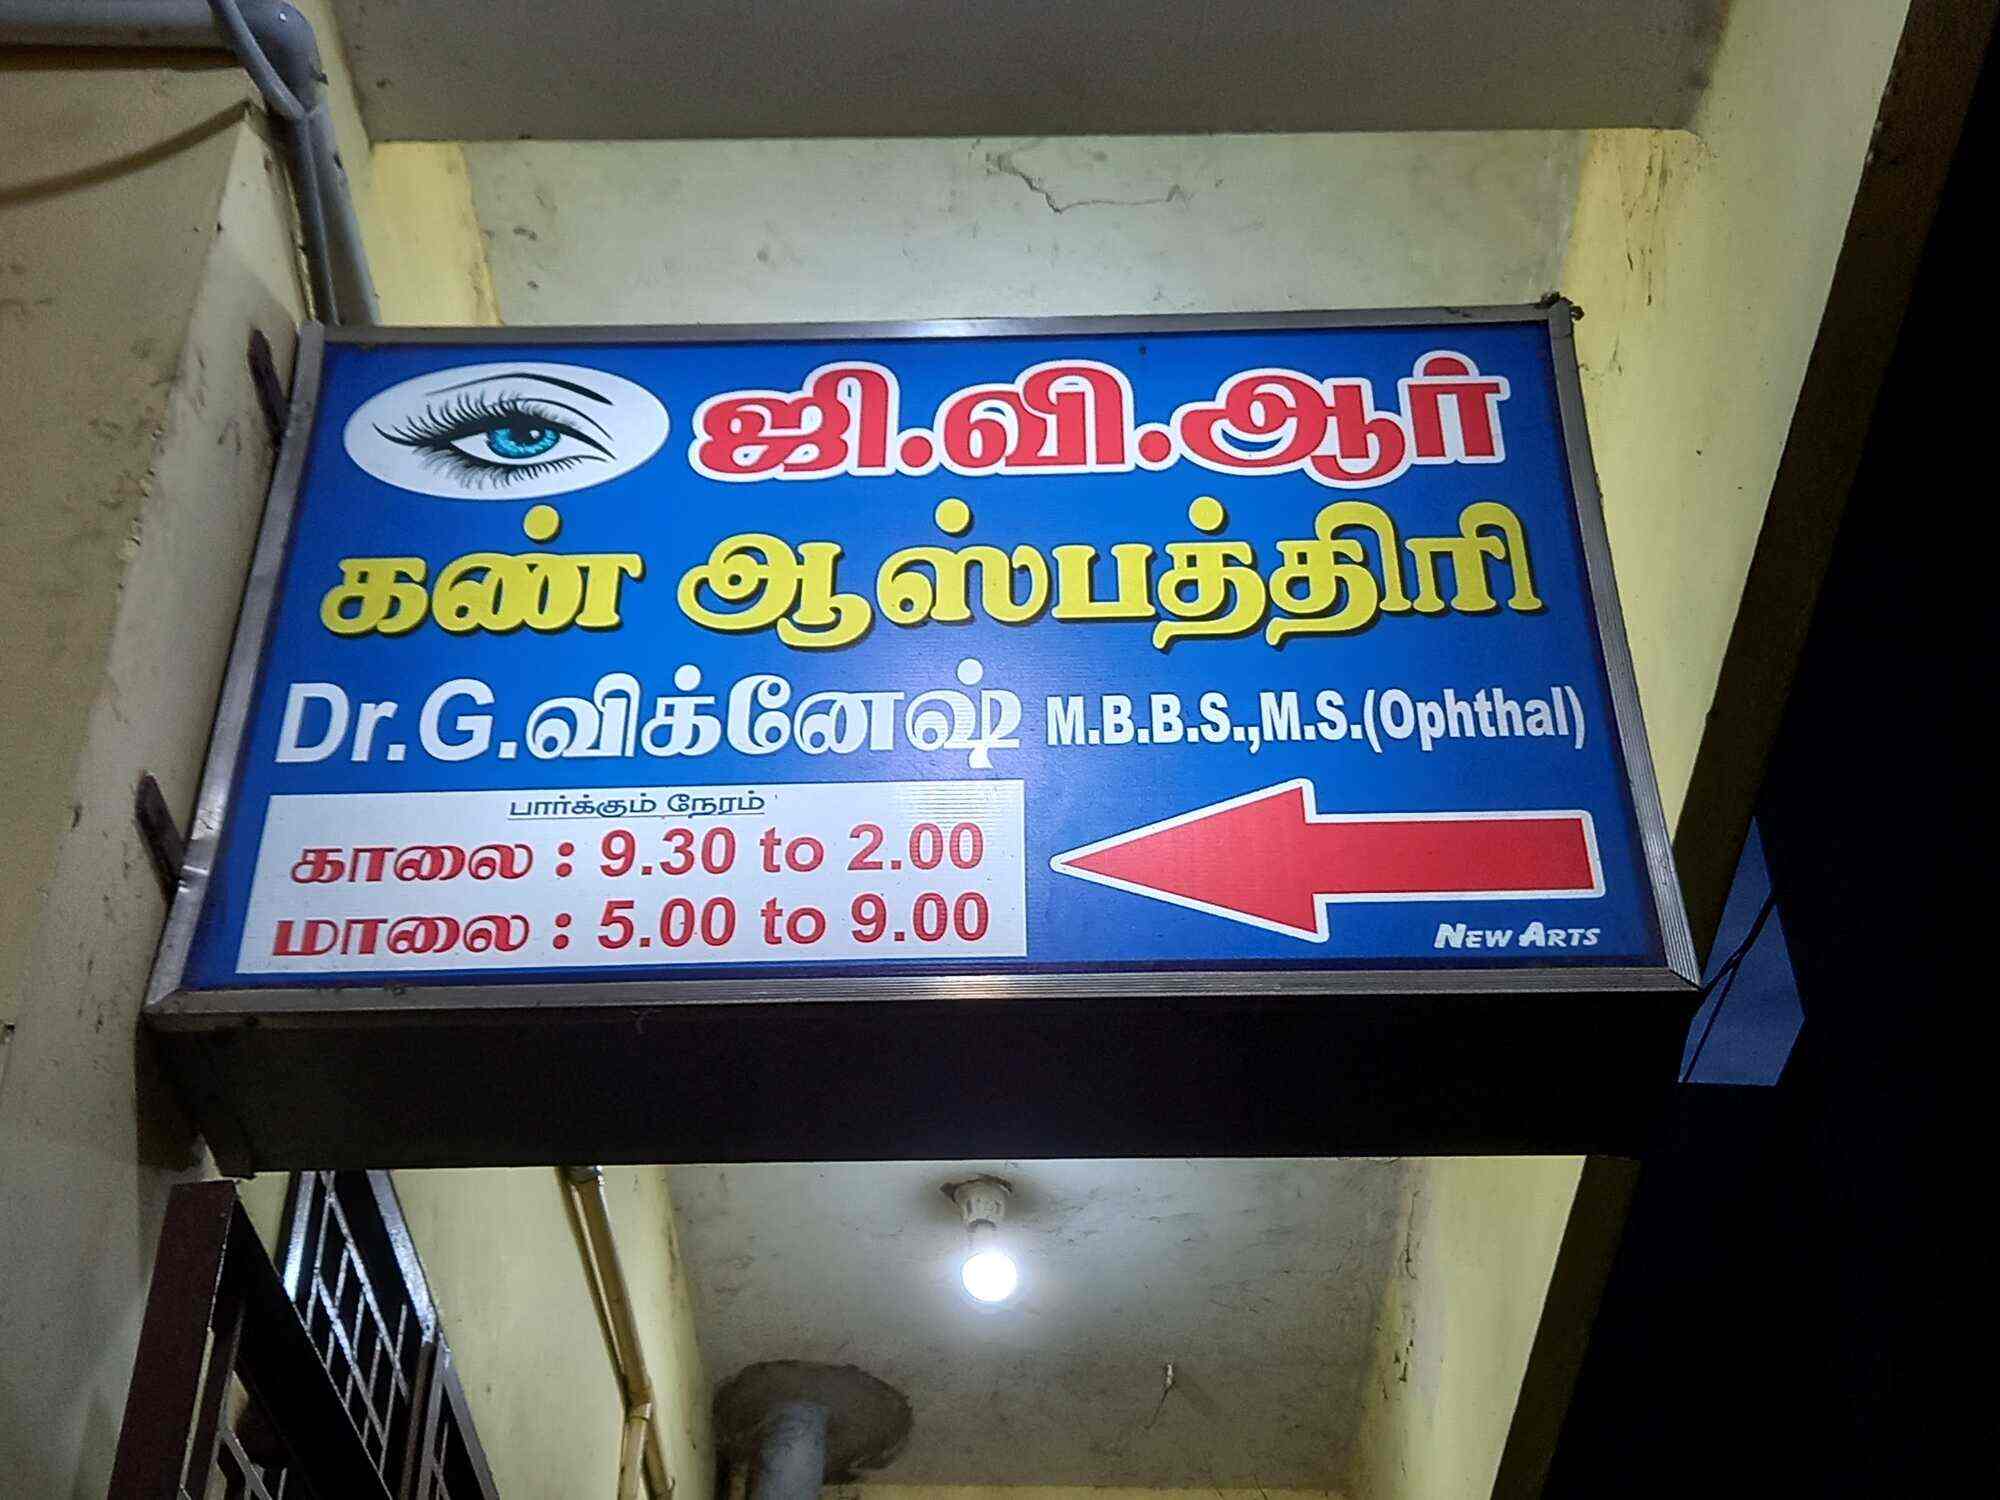 ஜி.வி.ஆர்
கண் ஆஸ்பத்திரி
Dr.G.விக்னேஷ் M.B.B.S.,M.S.(Ophthal)
பார்க்கும் நேரம்
காலை : 9.30 to 2.00
மாலை : 5.00 to 9.00
NEW ARTS